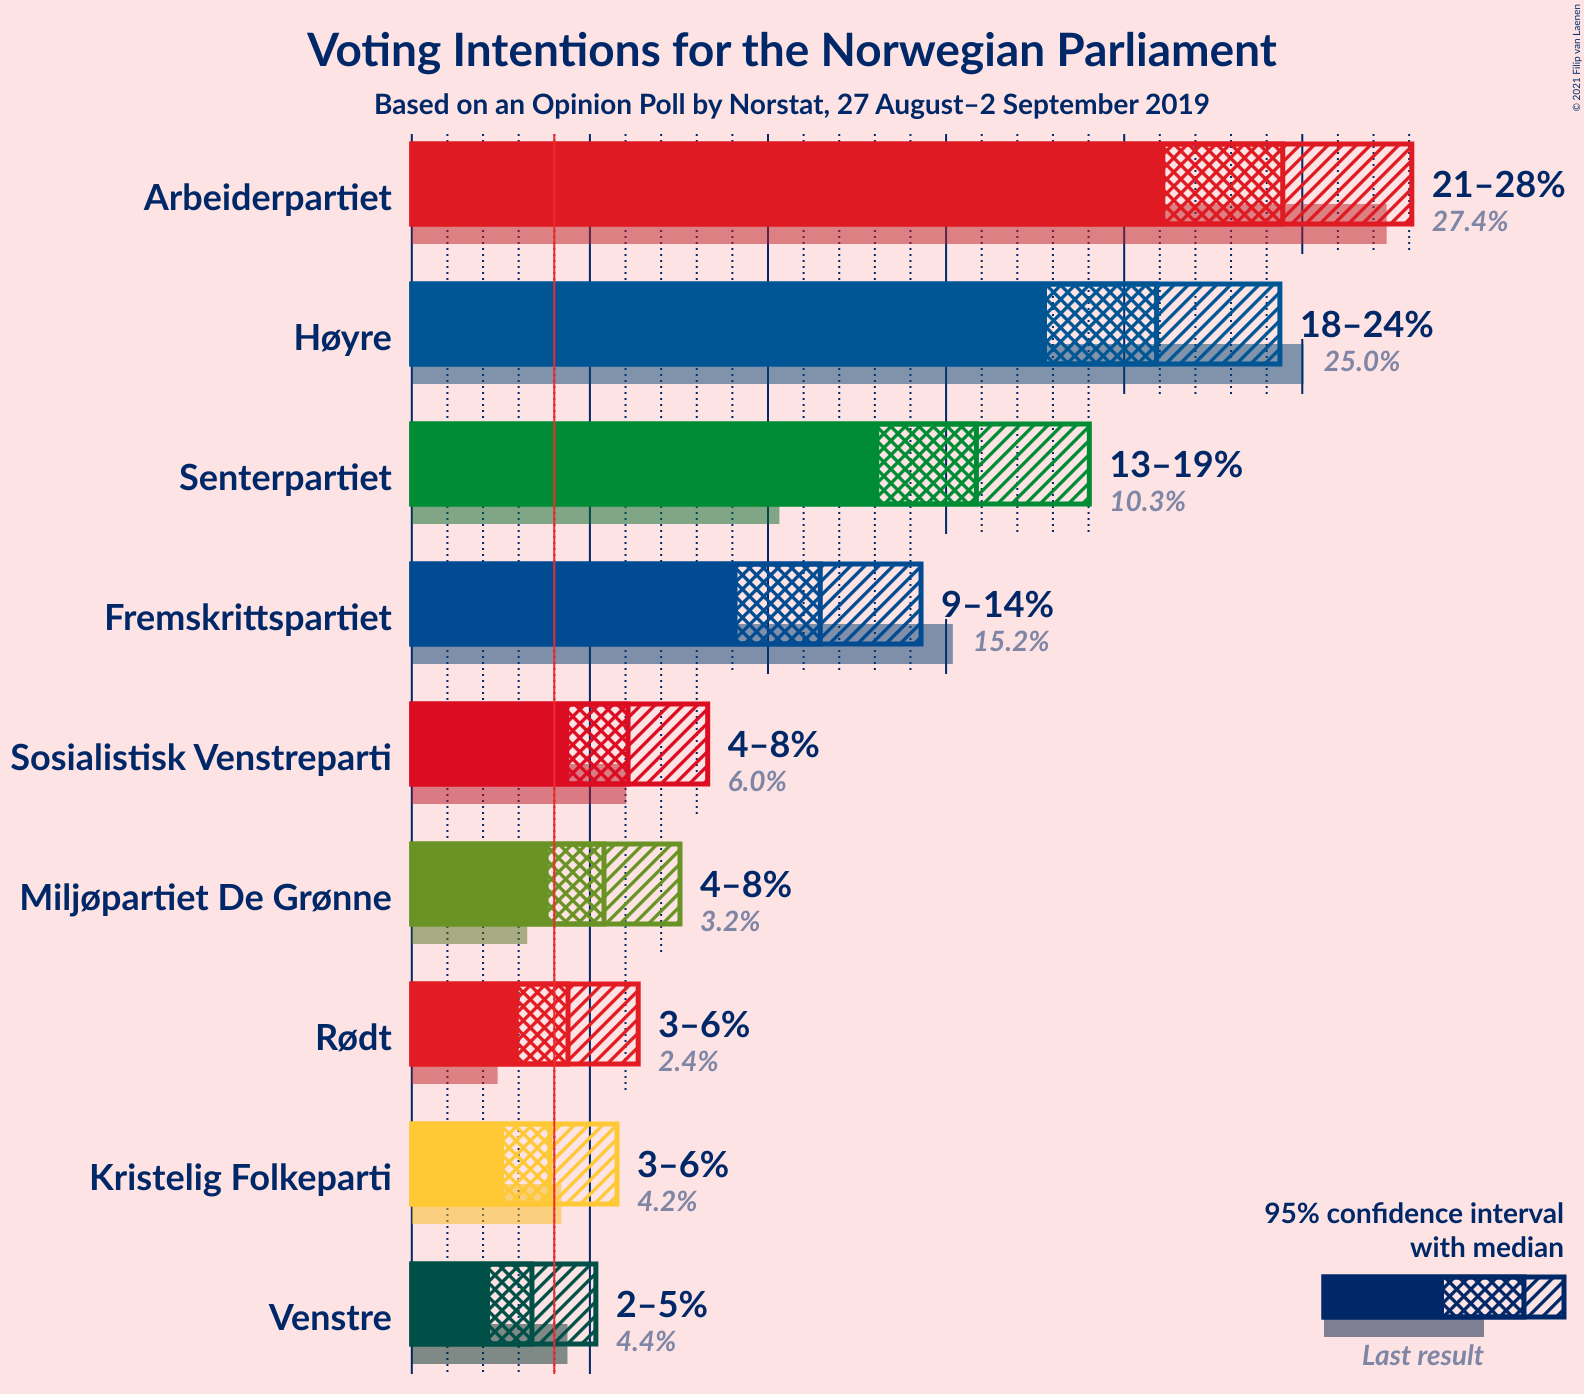 Voting Intentions for the Norwegian Parliament
Based on an Opinion Poll by Norstat, 27 August–2 September 2019
© 2021 Filip van Laenen
Arbeiderpartiet
21–28%
27.4%
Høyre
18–24%
25.0%
Senterpartiet
13–19%
10.3%
Fremskrittspartiet
9–14%
15.2%
Sosialistisk Venstreparti
4–8%
6.0%
Miljøpartiet De Grønne
4–8%
3.2%
Rødt
3–6%
2.4%
Kristelig Folkeparti
3–6%
4.2%
Venstre
2–5%
4.4%
95% confidence interval
with median
Last result